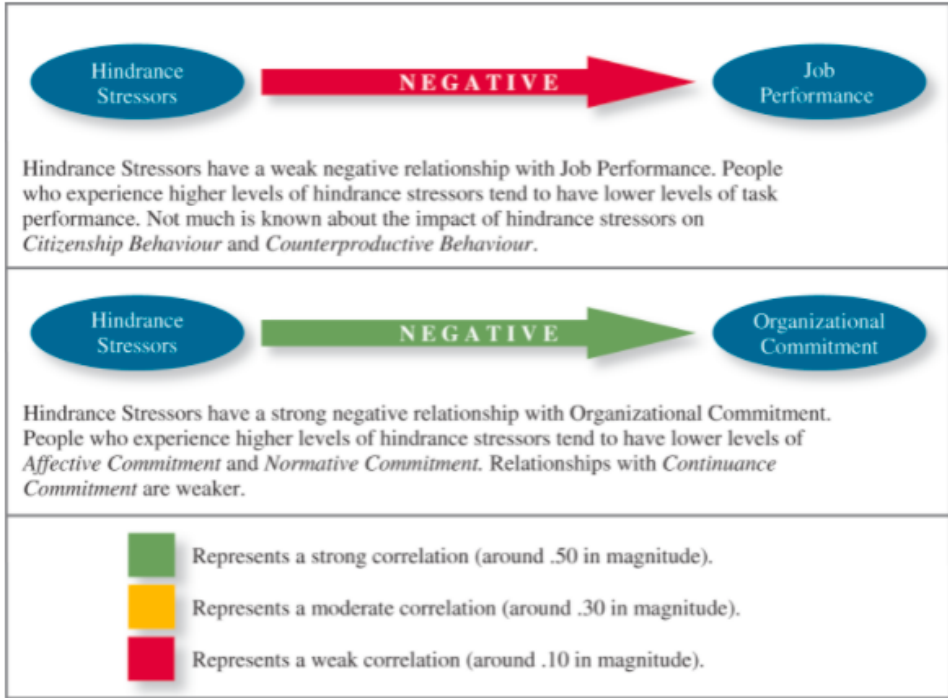 Hindrance
Stressors
NEGATIVE
Job
Performance
Hindrance Stressors have a weak negative relationship with Job Performance. People
who experience higher levels of hindrance stressors tend to have lower levels of task
performance. Not much is known about the impact of hindrance stressors on
Citizenship Behaviour and Counterproductive Behaviour.
Hindrance
Stressors
NEGATIVE
Organizational
Commitment
Hindrance Stressors have a strong negative relationship with Organizational Commitment.
People who experience higher levels of hindrance stressors tend to have lower levels of
Affective Commitment and Normative Commitment. Relationships with Continuance
Commitment are weaker.
Represents a strong correlation (around .50 in magnitude).
Represents a moderate correlation (around .30 in magnitude).
Represents a weak correlation (around .10 in magnitude).